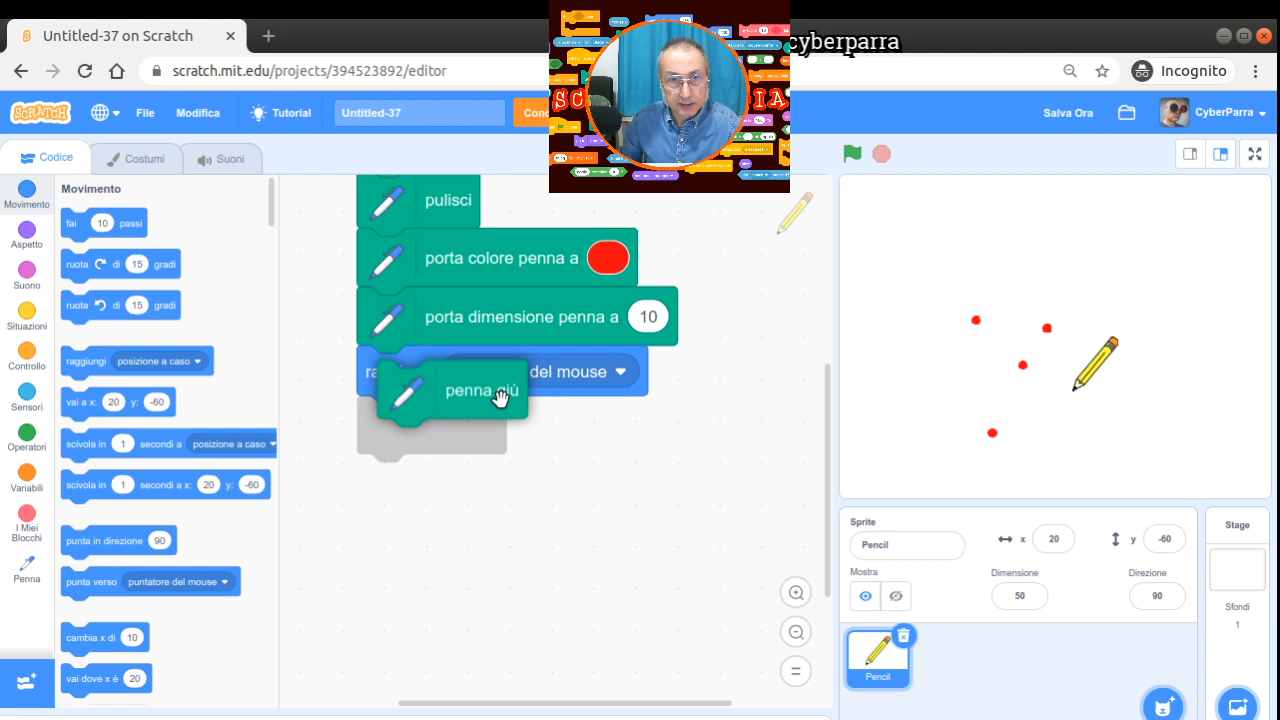 Untitled-37 on Scratch
scratch.mit.edu/projects/394523892/editor
cyberparra
Incognito
SCRATCH
File
Modifica
Tutorial
Untitled-37
Salva Ora
CyberParra
Codice
Costumi
Suoni
Movimento
Aspetto
Suono
Situazioni
Controllo
Sensori
Operatori
Variabili
I Miei
Blocchi
Penna
Movimento
fai 10 passi
ruota di 15 gradi
ruota di 15 gradi
raggiungi posizione a caso
vai a x: 20 y: -60
scivola in 1 secondi a posizione a caso
scivola in 1 secondi a x: 20 y: -60
punta in direzione 90
punta verso puntatore del mouse
cambia x di 10
vai dove x è 20
pulisci
porta colore penna a
porta dimensione penna a 10
del mouse
penna giù
Sprite
Pencil
x 20
y -60
Mostra
Dimensione
50
Direzione
90
Pencil
Stage
Sfondi
1